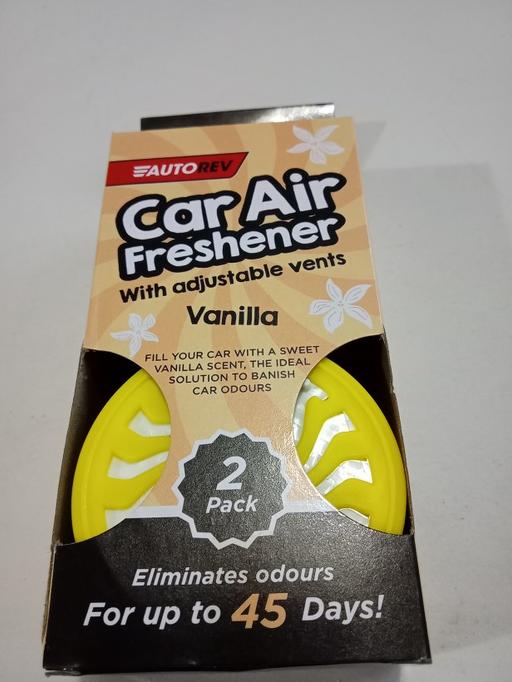 AUTOREV
Car Air
Freshener
With adjustable vents
Vanilla
FILL YOUR CAR WITH A SWEET
VANILLA SCENT, THE IDEAL
SOLUTION TO BANISH
CAR ODOURS
2
Pack
Eliminates odours
For up to 45 Days!